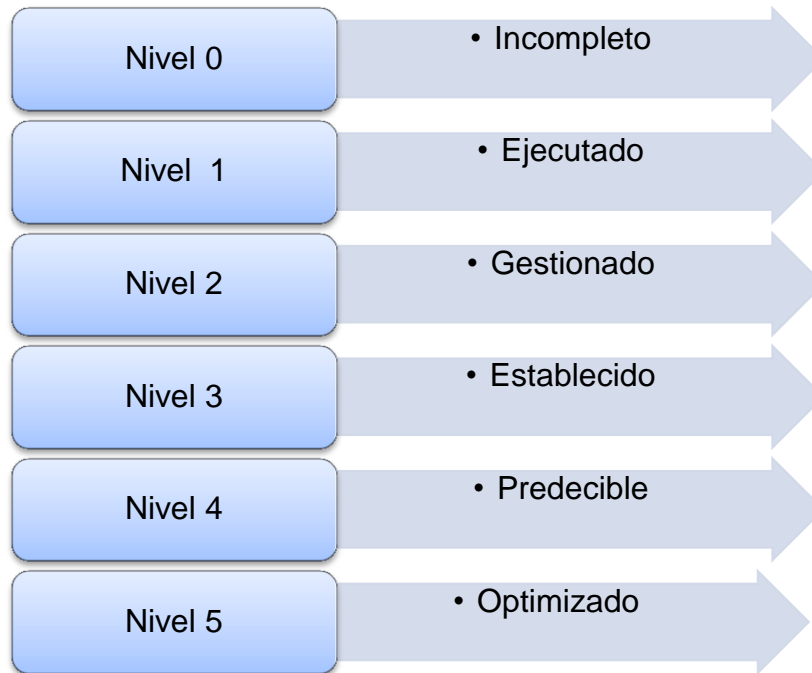 Nivel 0
• Incompleto
Nivel 1
• Ejecutado
Nivel 2
• Gestionado
Nivel 3
• Establecido
Nivel 4
• Predecible
Nivel 5
• Optimizado